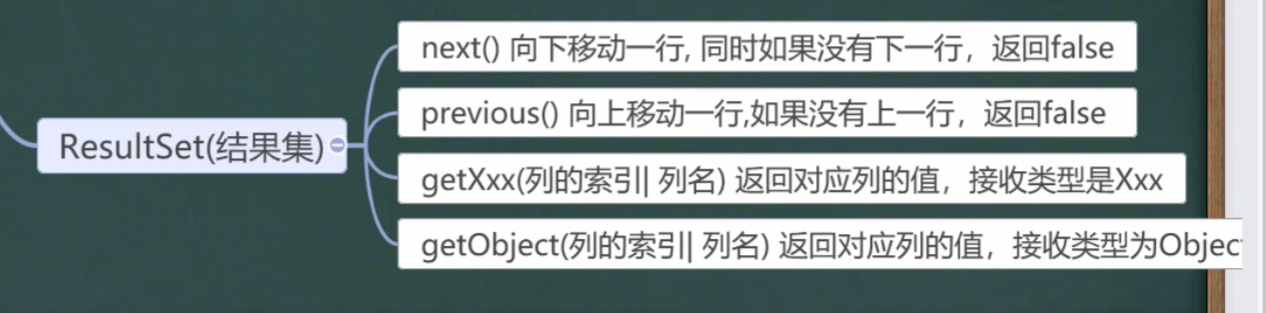 next() 向下移动一行, 同时如果没有下一行，返回false
previous() 向上移动一行,如果没有上一行，返回false
ResultSet(结果集)
getXxx(列的索引| 列名) 返回对应列的值，接收类型是Xxx
getObject(列的索引| 列名) 返回对应列的值，接收类型为Objec